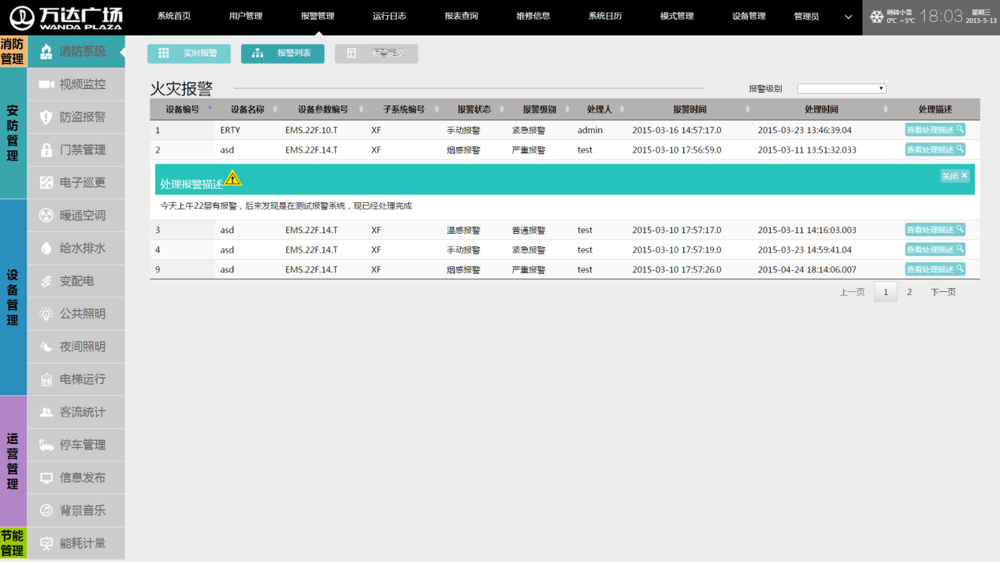 万达广场
WANDA PLAZA
系统首页 用户管理 报警管理 运行日志 报表查询 维修信息 系统日历 模式管理 设备管理 管理员
晴转小雪
0℃ ~ 5℃
18:03
星期三
2015-5-13
消防管理
安防管理
设备管理
运营管理
节能管理
消防系统
视频监控
防盗报警
门禁管理
电子巡更
暖通空调
给水排水
变配电
公共照明
夜间照明
电梯运行
客流统计
停车管理
信息发布
背景音乐
能耗计量
实时报警 报警列表 报警定义
火灾报警 报警级别
设备编号 设备名称 设备参数编号 子系统编号 报警状态 报警级别 处理人 报警时间 处理时间 处理描述
1 ERTY EMS.22F.10.T XF 手动报警 紧急报警 admin 2015-03-16 14:57:17.0 2015-03-23 13:46:39.04 查看处理描述
2 asd EMS.22F.14.T XF 烟感报警 严重报警 test 2015-03-10 17:56:59.0 2015-03-11 13:51:32.033 查看处理描述
处理报警描述 关闭 ×
今天上午22层有报警，后来发现是在测试报警系统，现已经处理完成
3 asd EMS.22F.14.T XF 温感报警 普通报警 test 2015-03-10 17:57:17.0 2015-03-11 14:16:03.003 查看处理描述
4 asd EMS.22F.14.T XF 手动报警 紧急报警 test 2015-03-10 17:57:19.0 2015-03-23 14:59:41.04 查看处理描述
9 asd EMS.22F.14.T XF 烟感报警 严重报警 test 2015-03-10 17:57:26.0 2015-04-24 18:14:06.007 查看处理描述
上一页 1 2 下一页